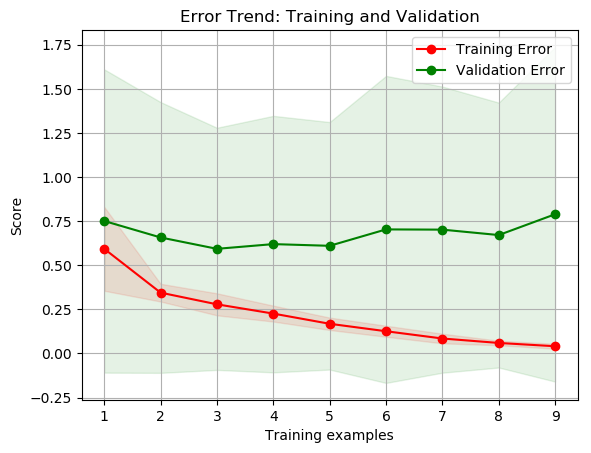 Error Trend: Training and Validation
1.75
1.50
1.25
1.00
0.75
0.50
0.25
0.00
−0.25
Score
Training Error
Validation Error
1 2 3 4 5 6 7 8 9
Training examples